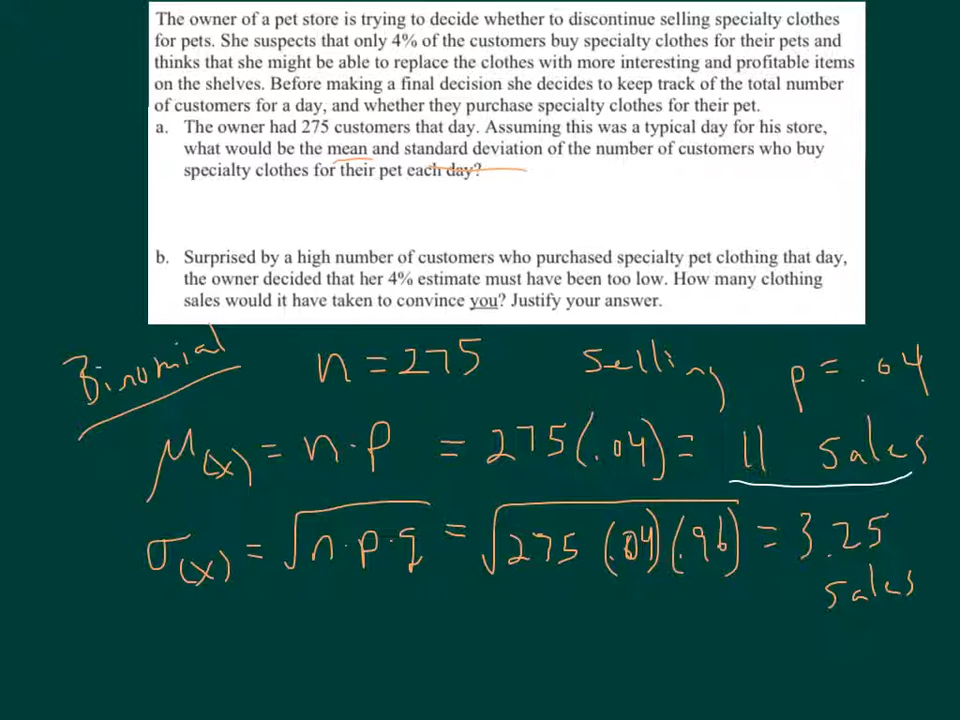 The owner of a pet store is trying to decide whether to discontinue selling specialty clothes
for pets. She suspects that only 4% of the customers buy specialty clothes for their pets and
thinks that she might be able to replace the clothes with more interesting and profitable items
on the shelves. Before making a final decision she decides to keep track of the total number
of customers for a day, and whether they purchase specialty clothes for their pet.
a. The owner had 275 customers that day. Assuming this was a typical day for his store,
what would be the mean and standard deviation of the number of customers who buy
specialty clothes for their pet each day?
b. Surprised by a high number of customers who purchased specialty pet clothing that day,
the owner decided that her 4% estimate must have been too low. How many clothing
sales would it have taken to convince you? Justify your answer.
Binomial n = 275 selling p = .04
μ(x) = n·p = 275(.04) = 11 sales
σ(x) = √n·p·q = √275 (.04)(.96) = 3.25
sales